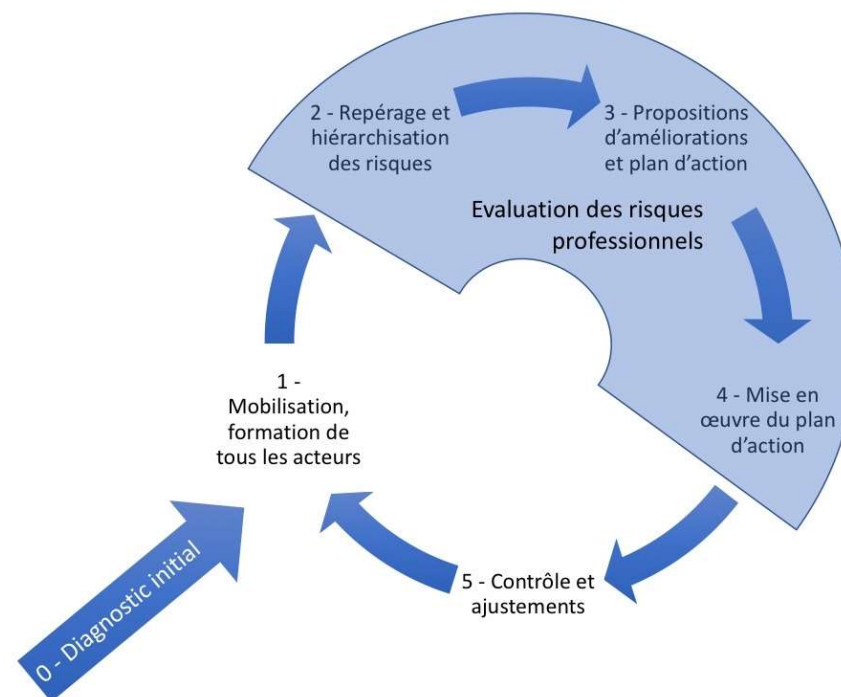 0 - Diagnostic initial
1 -
Mobilisation,
formation de
tous les acteurs
2 - Repérage et
hiérarchisation
des risques
3 - Propositions
d’améliorations
et plan d’action
Evaluation des risques
professionnels
4 - Mise en
œuvre du plan
d’action
5 - Contrôle et
ajustements